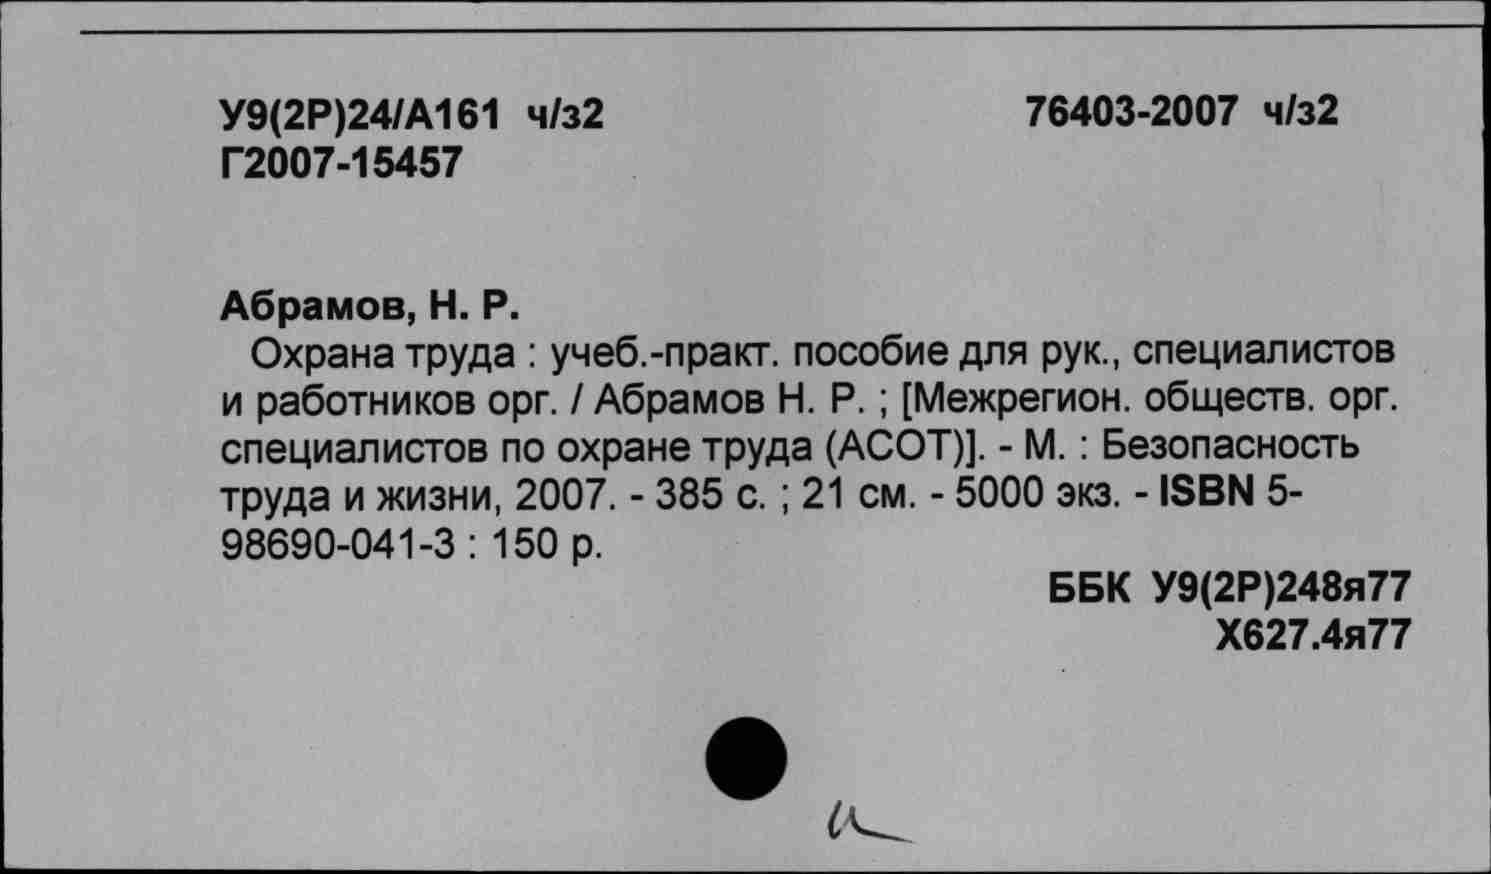 У9(2Р)24/А161 ч/з2 76403-2007 ч/з2
Г2007-15457
Абрамов, Н. Р.
Охрана труда : учеб.-практ. пособие для рук., специалистов
и работников орг. / Абрамов Н. Р. ; [Межрегион. обществ. орг.
специалистов по охране труда (АСОТ)]. - М. : Безопасность
труда и жизни, 2007. - 385 с. ; 21 см. - 5000 экз. - ISBN 5-
98690-041-3 : 150 р.
ББК У9(2Р)248я77
Х627.4я77